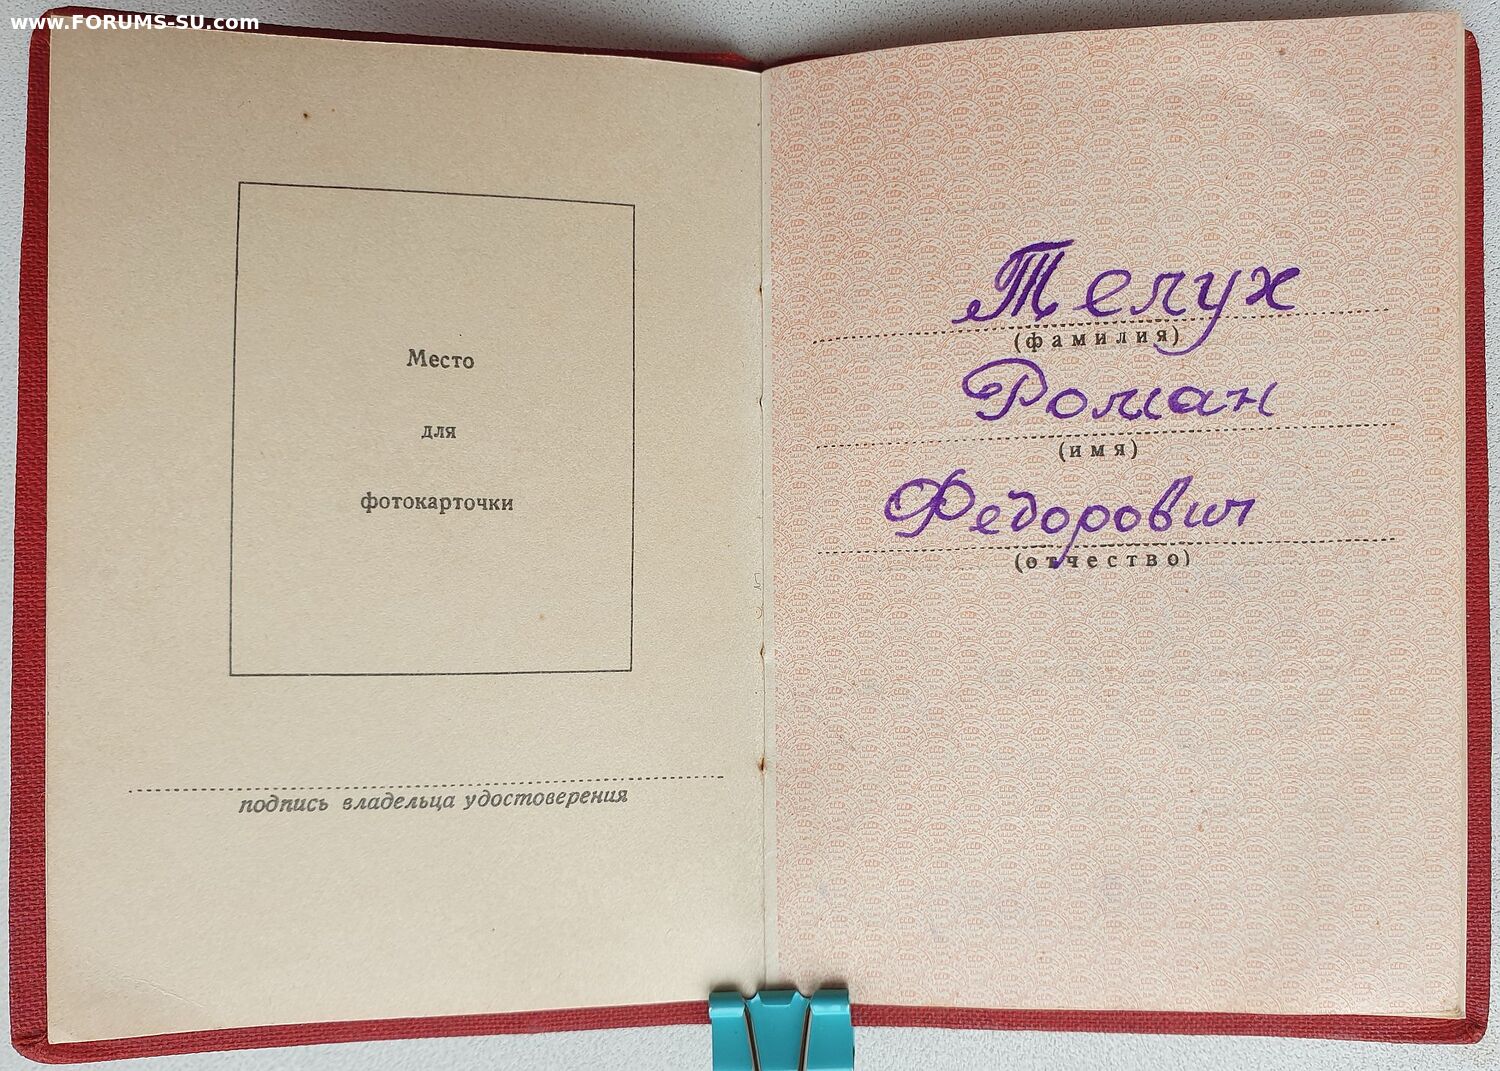 www.FORUMS-SU.com
Место
для
фотокарточки
подпись владельца удостоверения
Телух
(фамилия)
Роман
(имя)
Федорович
(отчество)